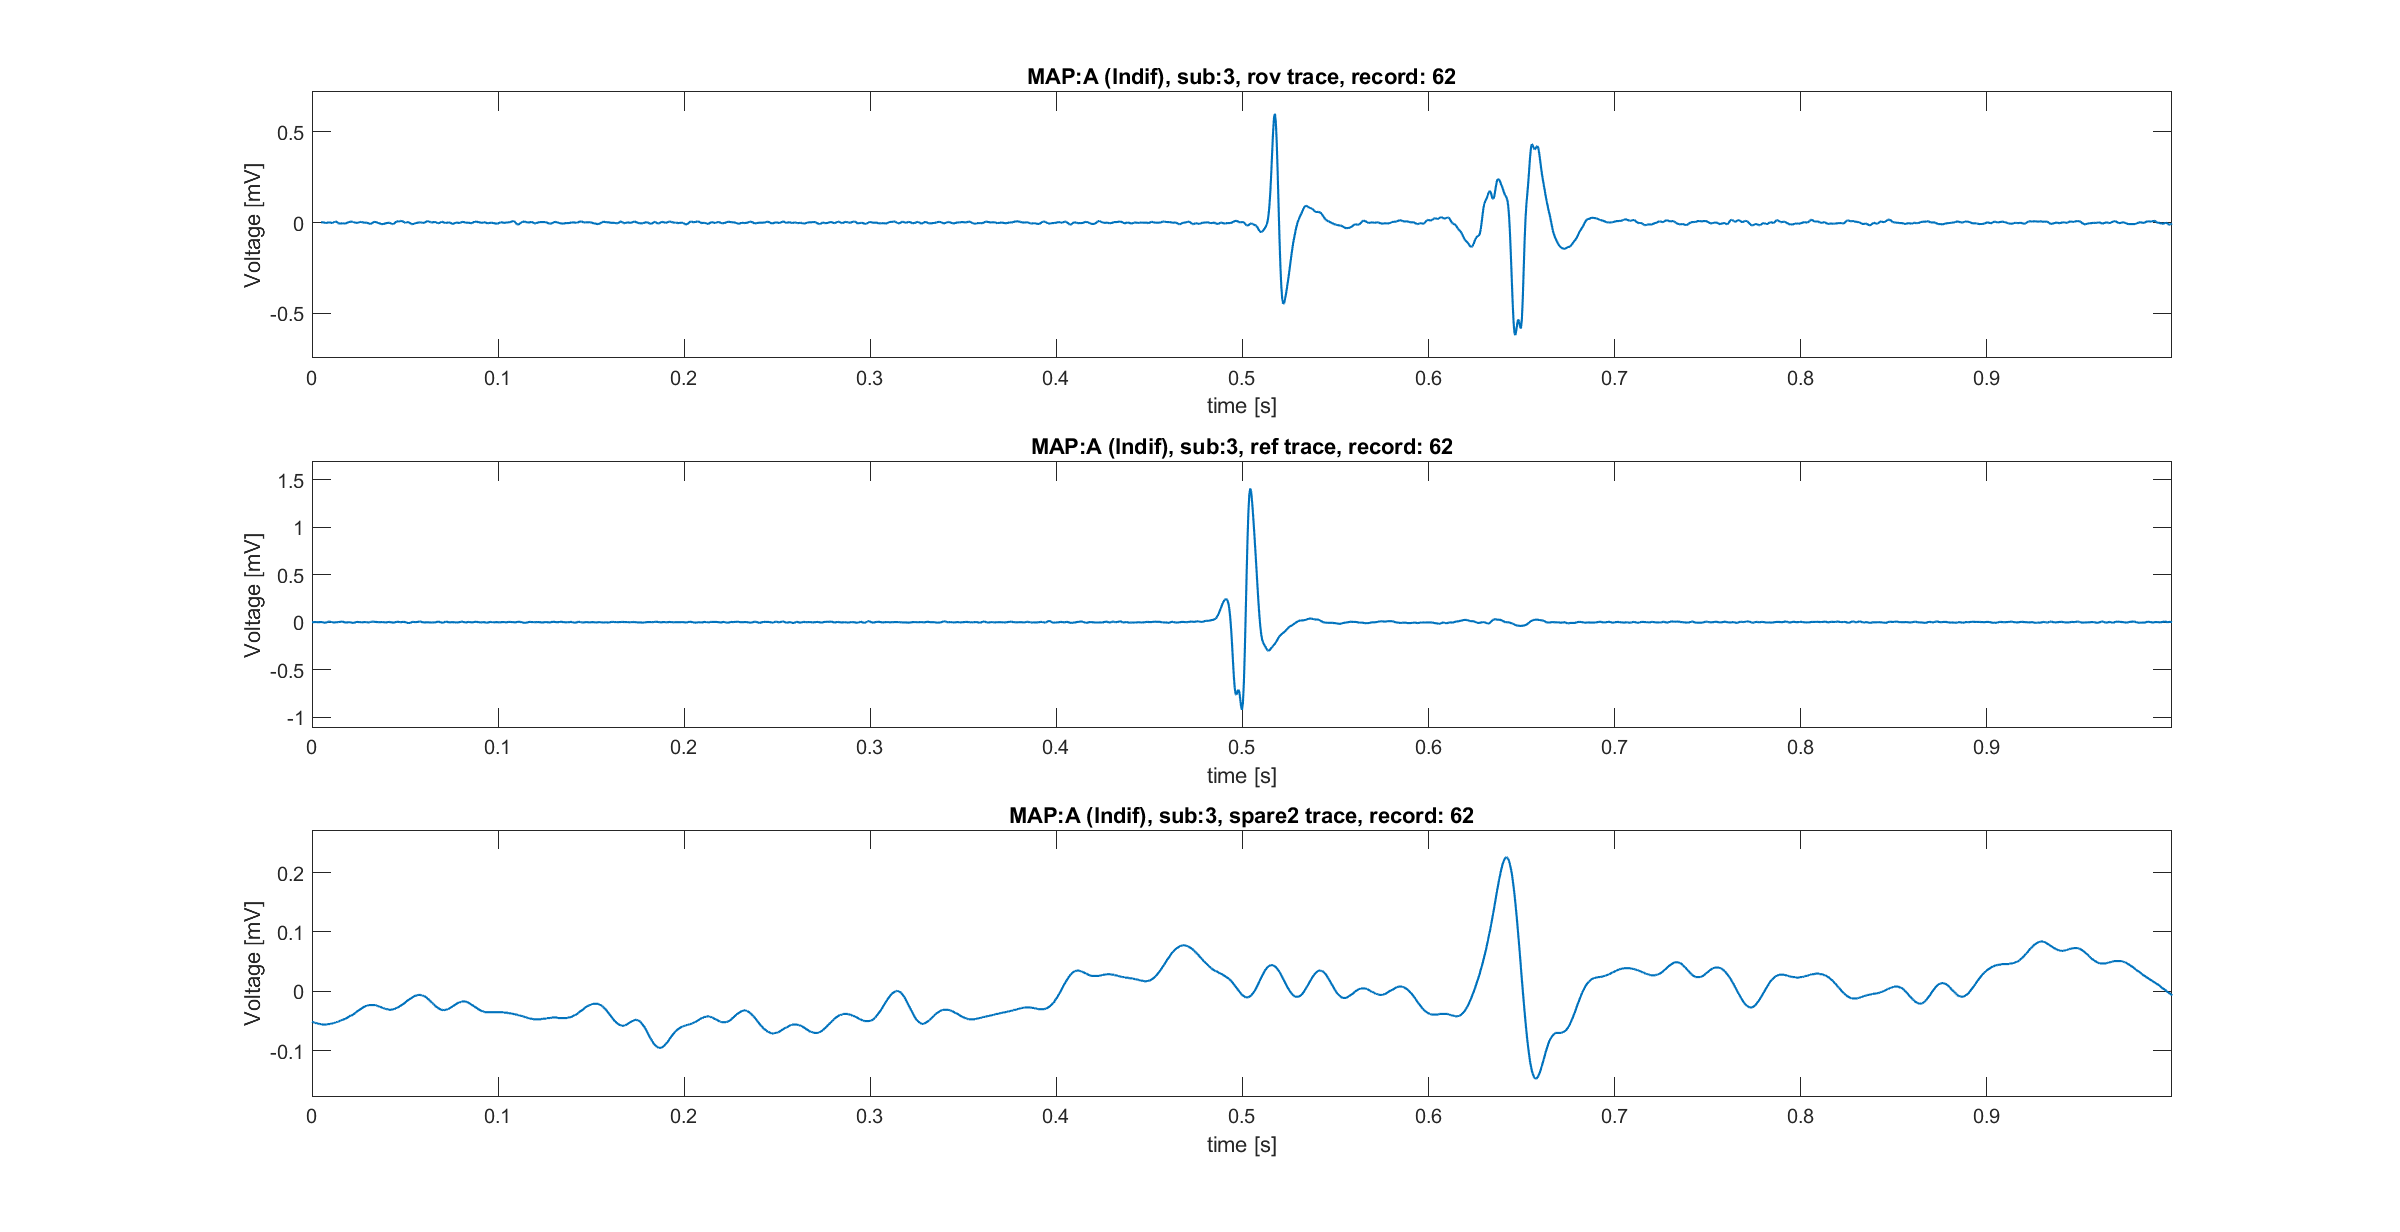 MAP:A (Indif), sub:3, rov trace, record: 62
Voltage [mV]
0.5
0
-0.5
0 0.1 0.2 0.3 0.4 0.5 0.6 0.7 0.8 0.9
time [s]
MAP:A (Indif), sub:3, ref trace, record: 62
Voltage [mV]
1.5
1
0.5
0
-0.5
-1
0 0.1 0.2 0.3 0.4 0.5 0.6 0.7 0.8 0.9
time [s]
MAP:A (Indif), sub:3, spare2 trace, record: 62
Voltage [mV]
0.2
0.1
0
-0.1
0 0.1 0.2 0.3 0.4 0.5 0.6 0.7 0.8 0.9
time [s]